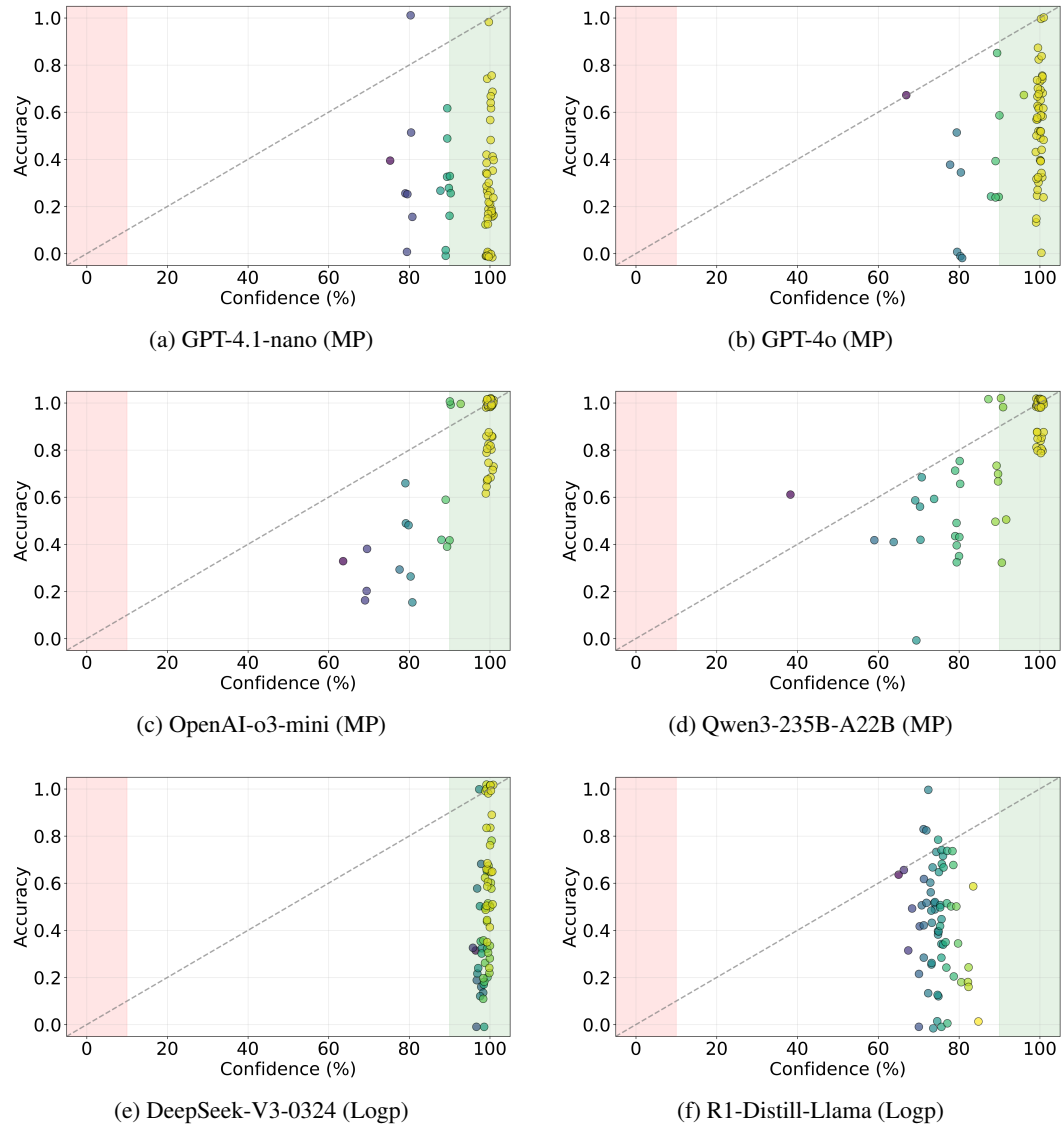 1.0
0.8
0.6
0.4
0.2
0.0
Accuracy
0 20 40 60 80 100
Confidence (%)
(a) GPT-4.1-nano (MP)
1.0
0.8
0.6
0.4
0.2
0.0
Accuracy
0 20 40 60 80 100
Confidence (%)
(b) GPT-4o (MP)
1.0
0.8
0.6
0.4
0.2
0.0
Accuracy
0 20 40 60 80 100
Confidence (%)
(c) OpenAI-o3-mini (MP)
1.0
0.8
0.6
0.4
0.2
0.0
Accuracy
0 20 40 60 80 100
Confidence (%)
(d) Qwen3-235B-A22B (MP)
1.0
0.8
0.6
0.4
0.2
0.0
Accuracy
0 20 40 60 80 100
Confidence (%)
(e) DeepSeek-V3-0324 (Logp)
1.0
0.8
0.6
0.4
0.2
0.0
Accuracy
0 20 40 60 80 100
Confidence (%)
(f) R1-Distill-Llama (Logp)